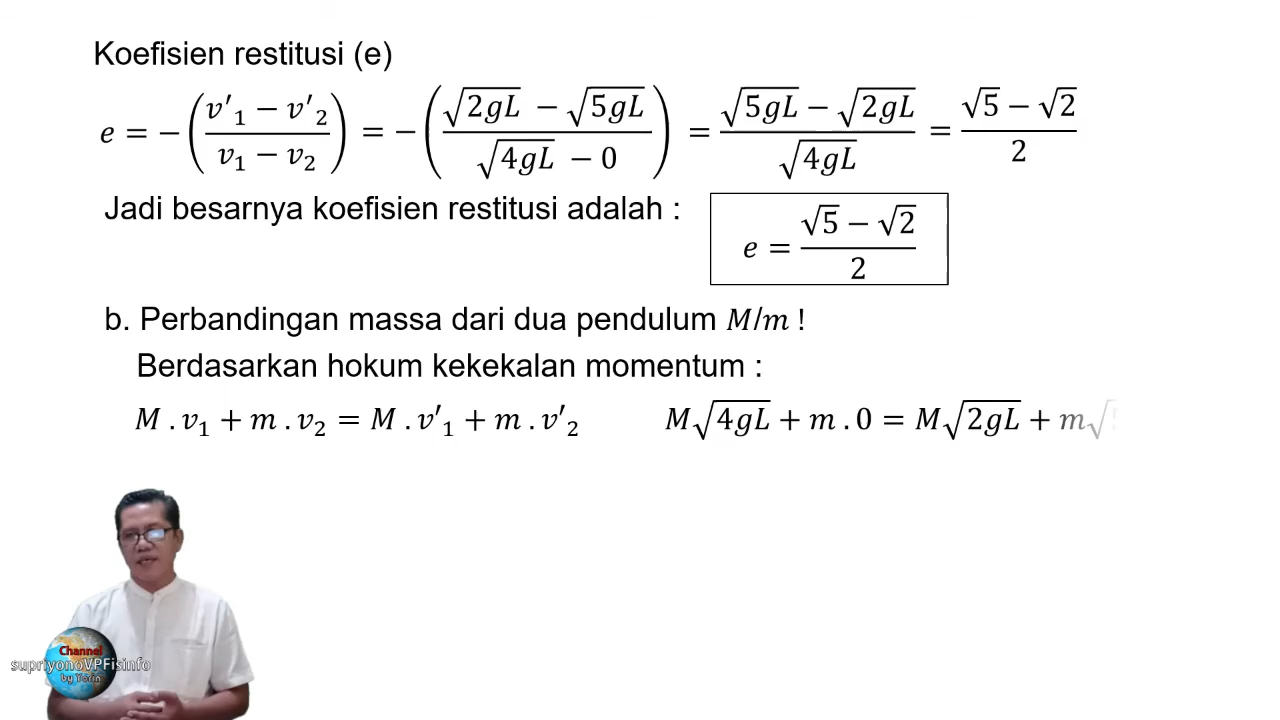 Koefisien restitusi (e)
e = −(v′₁ − v′₂ / v₁ − v₂) = −(√2gL − √5gL / √4gL − 0) = √5gL − √2gL / √4gL = √5 − √2 / 2
Jadi besarnya koefisien restitusi adalah :
e = √5 − √2 / 2
b. Perbandingan massa dari dua pendulum M/m !
Berdasarkan hokum kekekalan momentum :
M . v₁ + m . v₂ = M . v′₁ + m . v′₂
M√4gL + m . 0 = M√2gL + m√
Channel
supriyonoVPFisinfo
by Yorin